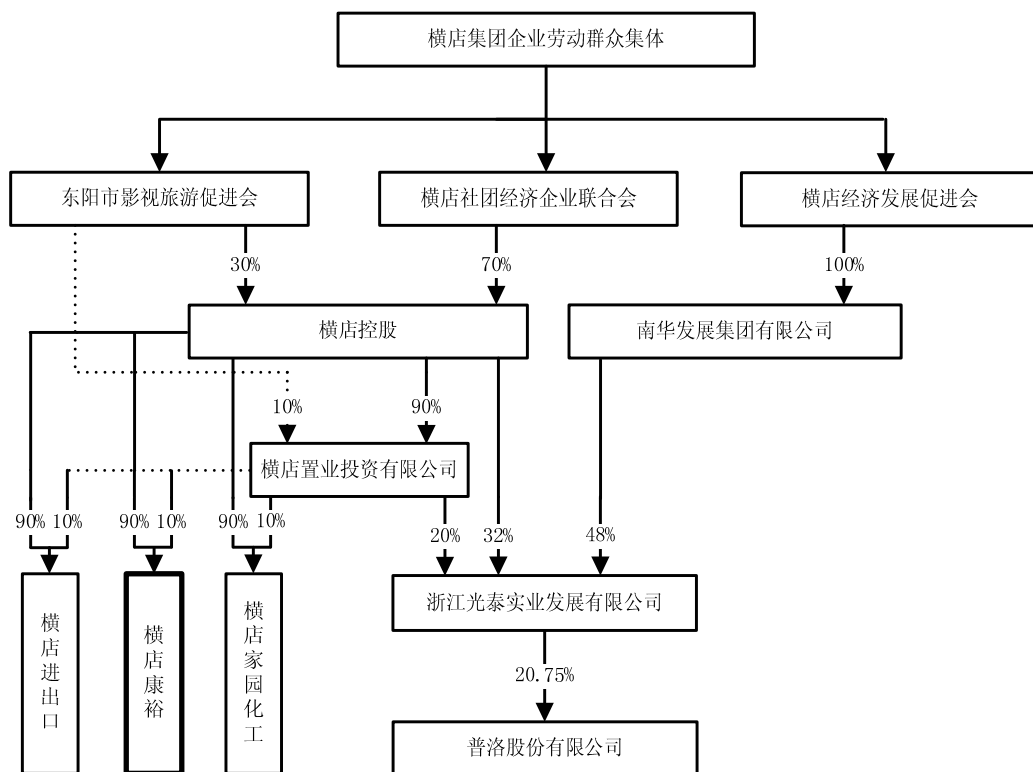 横店集团企业劳动群众集体
东阳市影视旅游促进会
横店社团经济企业联合会
横店经济发展促进会
30%
70%
100%
横店控股
南华发展集团有限公司
10%
90%
横店置业投资有限公司
90%
10%
90%
10%
90%
10%
20%
32%
48%
横店进出口
横店康裕
横店家园化工
浙江光泰实业发展有限公司
20.75%
普洛股份有限公司